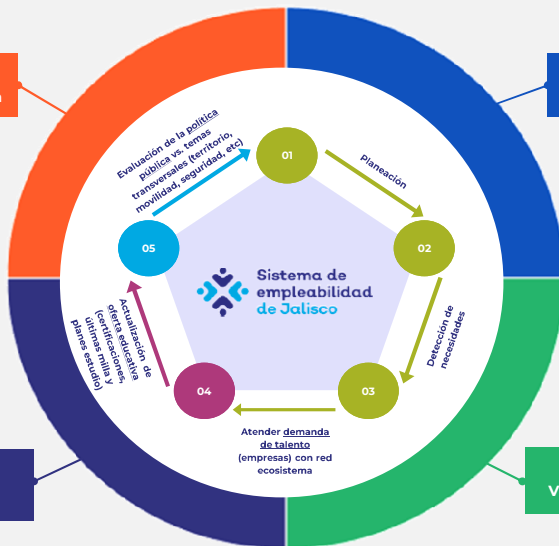 Evaluación de la política
pública vs. temas
transversales (territorio,
movilidad, seguridad, etc)
01
Planeación
05
02
Sistema de
empleabilidad
de Jalisco
Detección de
necesidades
Actualización de
oferta educativa
(certificaciones,
últimas milla y
planes estudio)
04
03
Atender demanda
de talento
(empresas) con red
ecosistema
V